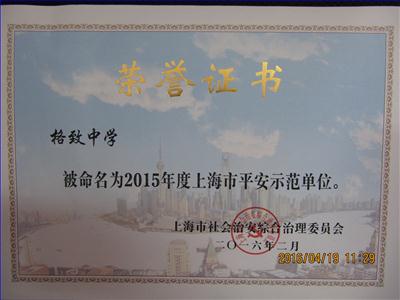 荣誉证书
格致中学
被命名为2015年度上海市平安示范单位。
上海市社会治安综合治理委员会
二〇一六年二月
2016/04/19 11:29